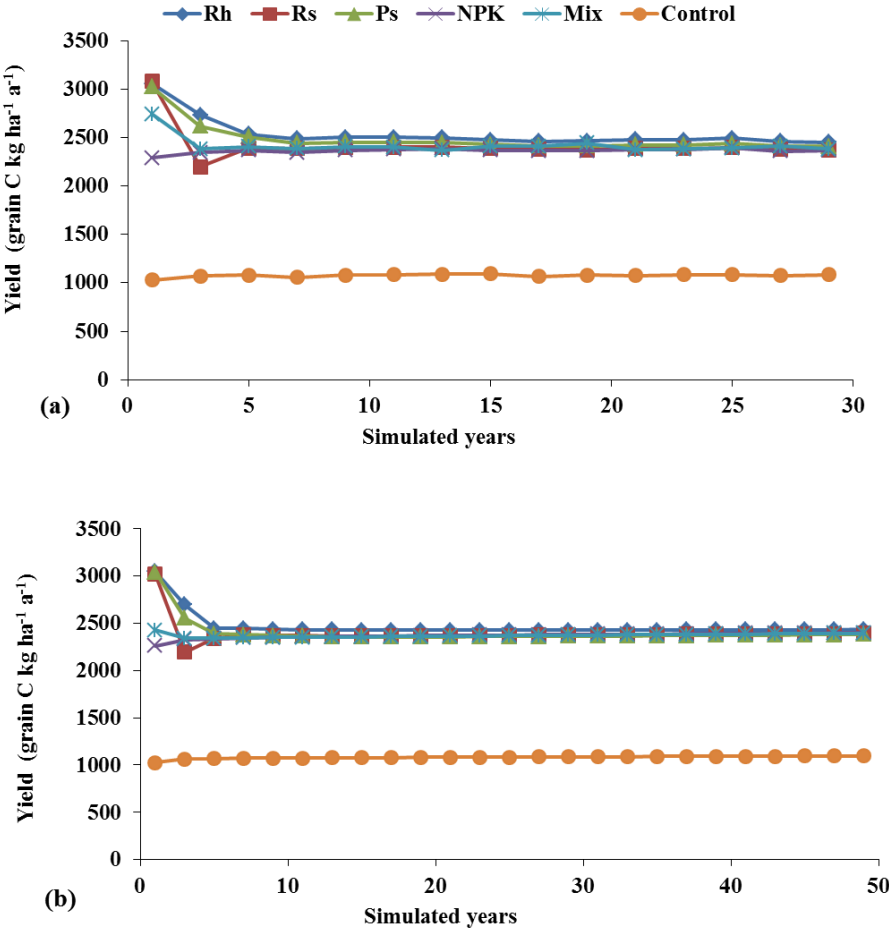 Rh Rs Ps NPK Mix Control
Yield (grain C kg ha-1 a-1)
3500
3000
2500
2000
1500
1000
500
0
0 5 10 15 20 25 30
(a)
Simulated years
Yield (grain C kg ha-1 a-1)
3500
3000
2500
2000
1500
1000
500
0
0 10 20 30 40 50
(b)
Simulated years